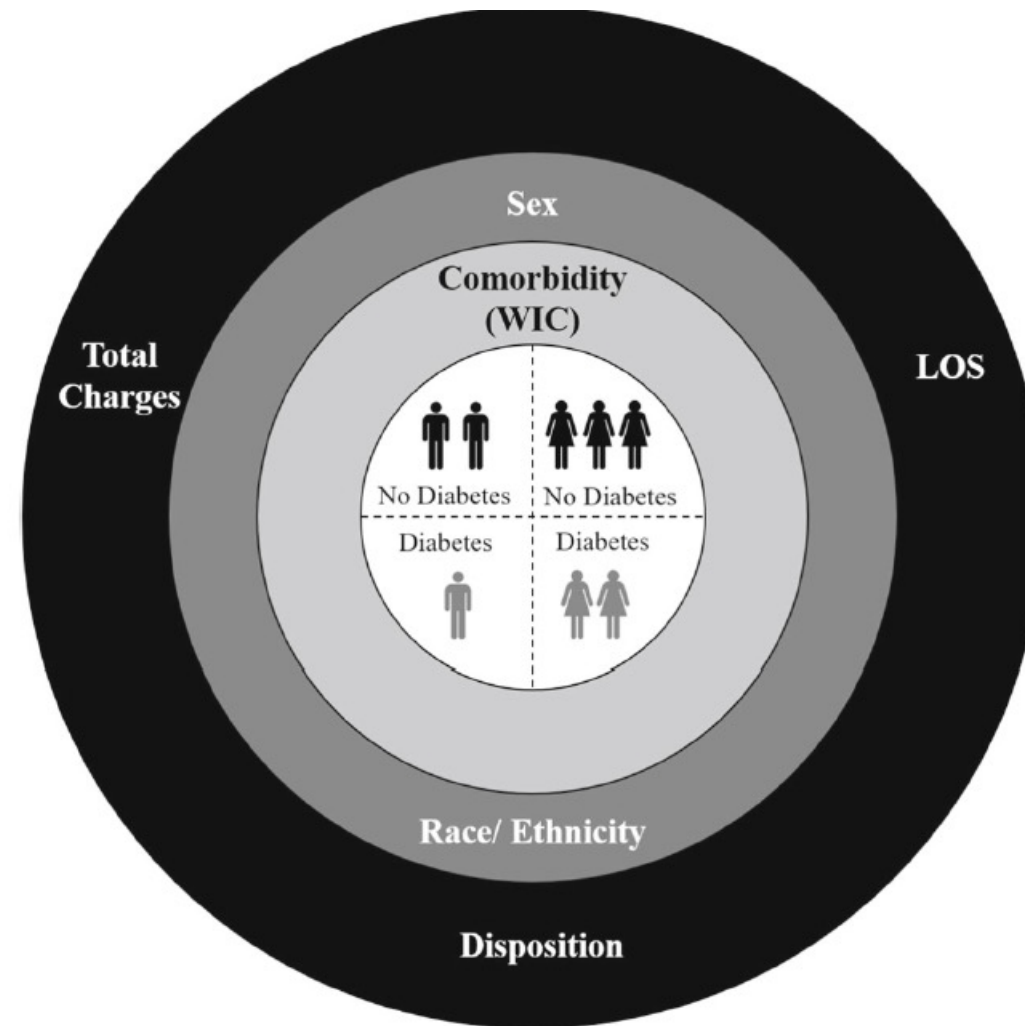 Sex
Comorbidity
(WIC)
Total
Charges
LOS
No Diabetes
No Diabetes
Diabetes
Diabetes
Race/ Ethnicity
Disposition